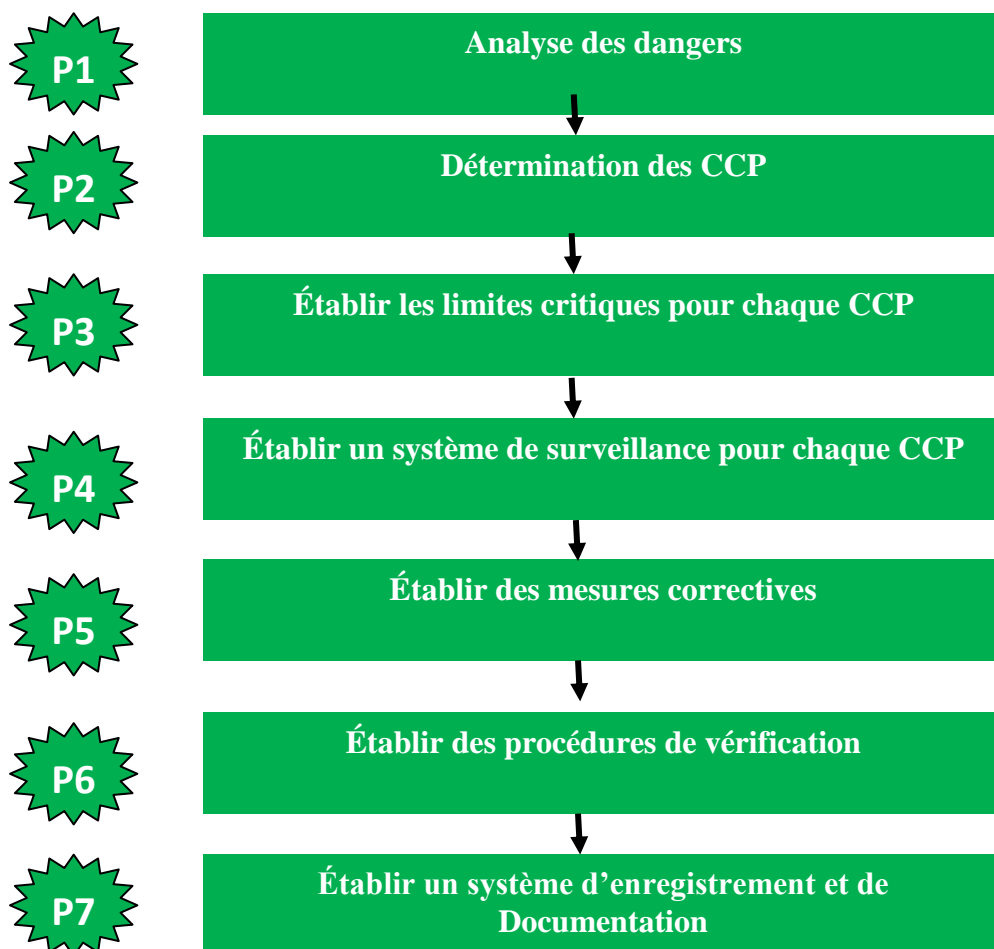 P1
Analyse des dangers
P2
Détermination des CCP
P3
Établir les limites critiques pour chaque CCP
P4
Établir un système de surveillance pour chaque CCP
P5
Établir des mesures correctives
P6
Établir des procédures de vérification
P7
Établir un système d’enregistrement et de
Documentation